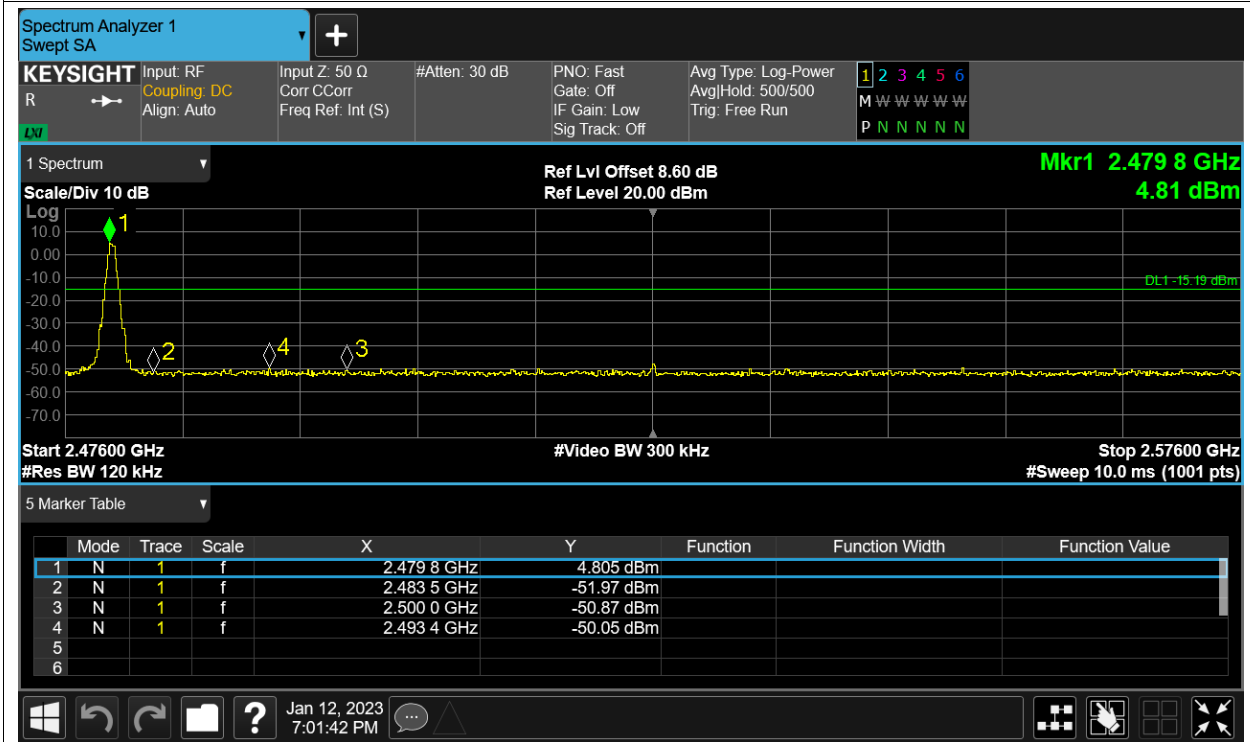 Spectrum Analyzer 1
Swept SA
+
KEYSIGHT
R
LXI
Input: RF
Coupling: DC
Align: Auto
Input Z: 50 Ω
Corr CCorr
Freq Ref: Int (S)
#Atten: 30 dB
PNO: Fast
Gate: Off
IF Gain: Low
Sig Track: Off
Avg Type: Log-Power
Avg|Hold: 500/500
Trig: Free Run
1 2 3 4 5 6
M W W W W W
P N N N N N
1 Spectrum
Scale/Div 10 dB
Ref Lvl Offset 8.60 dB
Ref Level 20.00 dBm
Mkr1 2.479 8 GHz
4.81 dBm
Log
10.0
0.00
-10.0
-20.0
-30.0
-40.0
-50.0
-60.0
-70.0
1
2
4
3
DL1 -15.19 dBm
Start 2.47600 GHz
#Video BW 300 kHz
Stop 2.57600 GHz
#Res BW 120 kHz
#Sweep 10.0 ms (1001 pts)
5 Marker Table
Mode Trace Scale X Y Function Function Width Function Value
1 N 1 f 2.479 8 GHz 4.805 dBm
2 N 1 f 2.483 5 GHz -51.97 dBm
3 N 1 f 2.500 0 GHz -50.87 dBm
4 N 1 f 2.493 4 GHz -50.05 dBm
5
6
?
Jan 12, 2023
7:01:42 PM